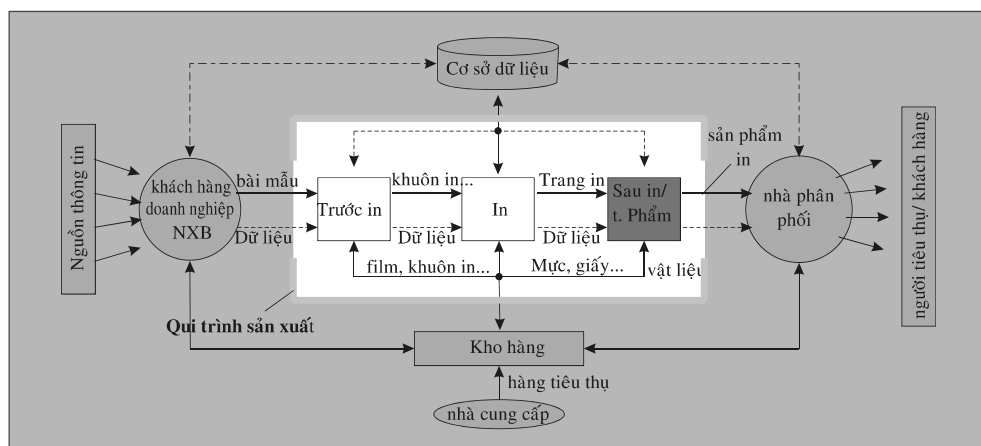 Cơ sở dữ liệu
Nguồn thông tin
khách hàng
doanh nghiệp
NXB
bài mẫu
Dữ liệu
Trước in
khuôn in...
Dữ liệu
In
Trang in
Dữ liệu
Sau in/
t. Phẩm
sản phẩm
in
nhà phân
phối
người tiêu thụ/ khách hàng
film, khuôn in...
Mực, giấy...
vật liệu
Qui trình sản xuất
Kho hàng
hàng tiêu thụ
nhà cung cấp